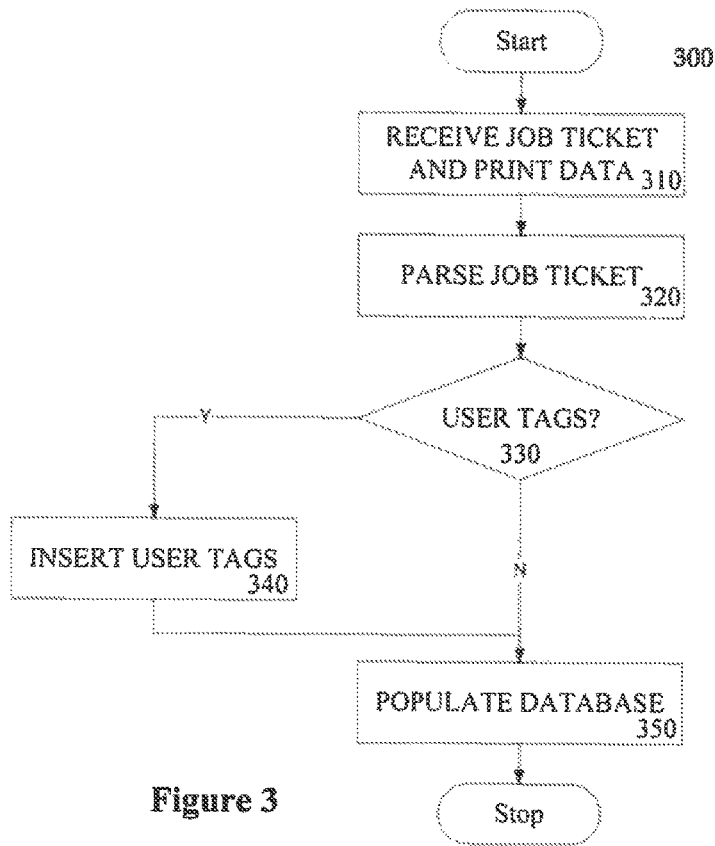 Start
300
RECEIVE JOB TICKET
AND PRINT DATA 310
PARSE JOB TICKET
320
USER TAGS?
330
Y
INSERT USER TAGS
340
N
POPULATE DATABASE
350
Figure 3
Stop